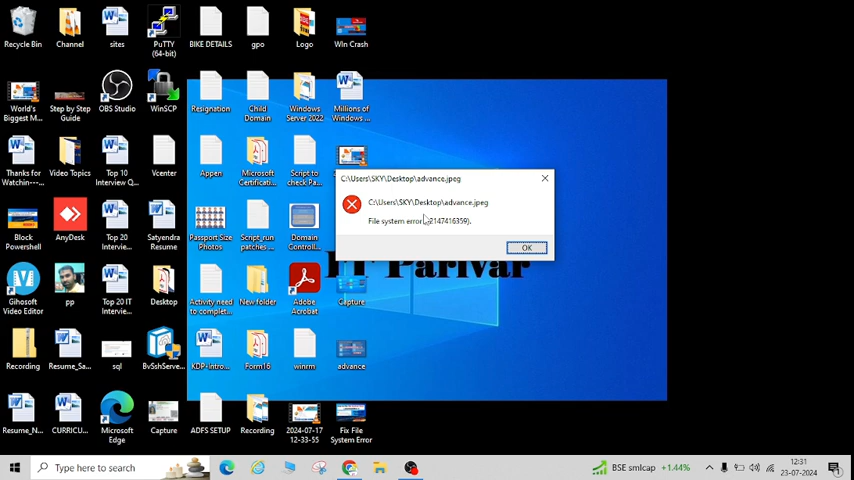 Recycle Bin
Channel
sites
PuTTY
(64-bit)
BIKE DETAILS
gpo
Logo
Win Crash
World's
Biggest M...
Step by Step
Guide
OBS Studio
WinSCP
Resignation
Child
Domain
Windows
Server 2022
Millions of
Windows ...
Thanks for
Watchin---...
Video Topics
Top 10
Interview Q...
Vcenter
Appen
Microsoft
Certificati...
Script to
check Pa...
C:\Users\SKY\Desktop\advance.jpeg
C:\Users\SKY\Desktop\advance.jpeg
File system error (-2147416359).
OK
IT Parivar
Block
Powershell
AnyDesk
Top 20
Intervie...
Satyendra
Resume
Passport Size
Photos
Script_run
patches ...
Domain
Controll...
Gihosoft
Video Editor
pp
Top 20 IT
Intervie...
Desktop
Activity need
to complet...
New folder
Adobe
Acrobat
Capture
Recording
Resume_Sa...
sql
BvSshServe...
KDP-intro...
Form16
winrm
advance
Resume_N...
CURRICU...
Microsoft
Edge
Capture
ADFS SETUP
Recording
2024-07-17
12-33-55
Fix File
System Error
Type here to search
BSE smlcap
+1.44%
12:31
23-07-2024